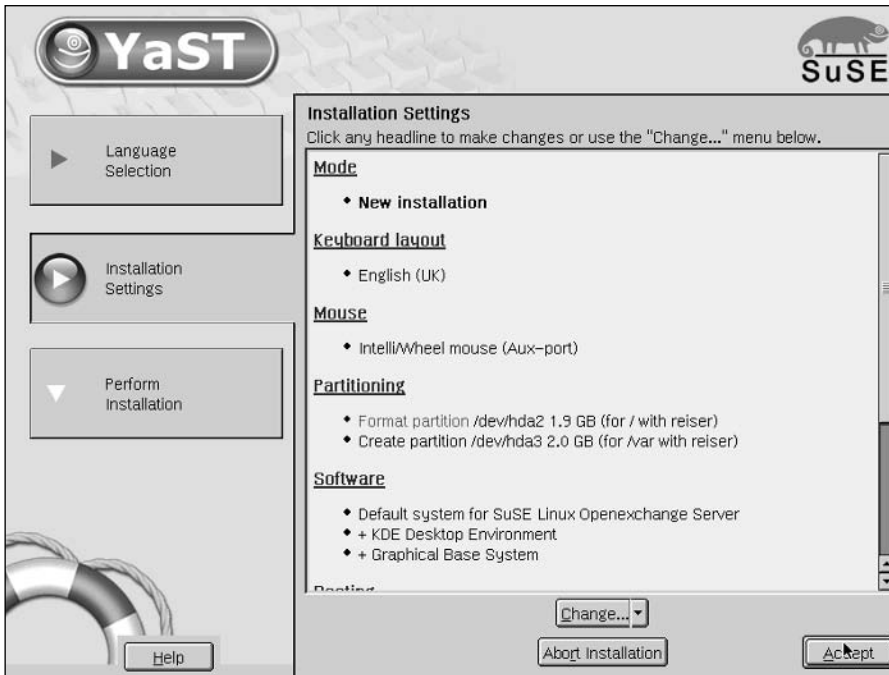 YaST
SuSE
Language
Selection
Installation
Settings
Perform
Installation
Help
Installation Settings
Click any headline to make changes or use the "Change..." menu below.
Mode
New installation
Keyboard layout
English (UK)
Mouse
Intelli/Wheel mouse (Aux-port)
Partitioning
Format partition /dev/hda2 1.9 GB (for / with reiser)
Create partition /dev/hda3 2.0 GB (for /var with reiser)
Software
Default system for SuSE Linux Openexchange Server
+ KDE Desktop Environment
+ Graphical Base System
Change...
Abort Installation
Accept